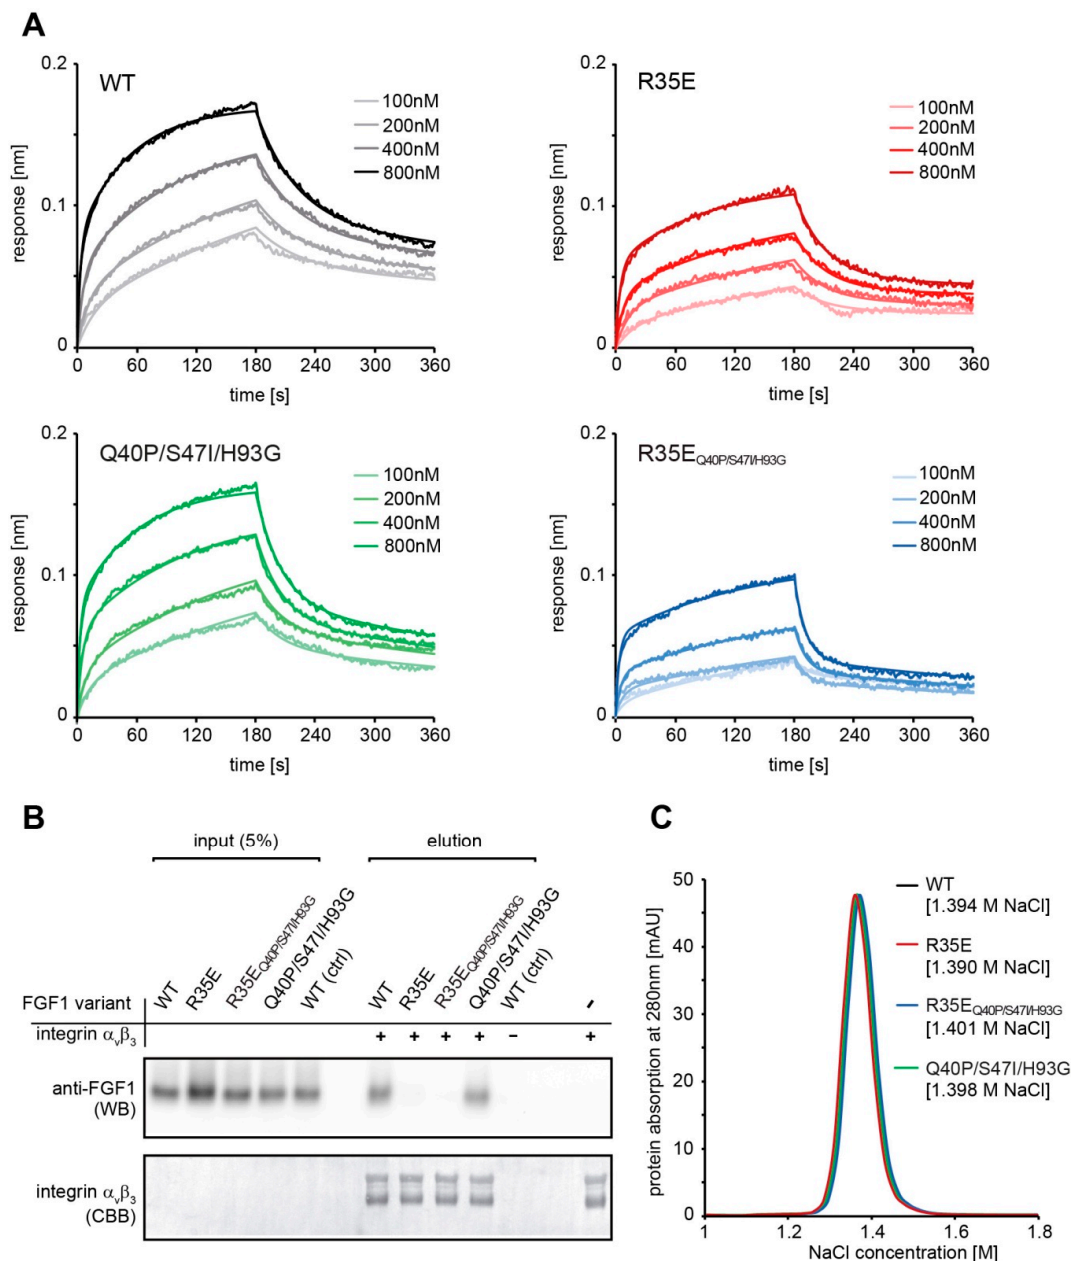 A
WT
0.2
0.1
0
response [nm]
100nM
200nM
400nM
800nM
0 60 120 180 240 300 360
time [s]
R35E
0.2
0.1
0
response [nm]
100nM
200nM
400nM
800nM
0 60 120 180 240 300 360
time [s]
Q40P/S47I/H93G
0.2
0.1
0
response [nm]
100nM
200nM
400nM
800nM
0 60 120 180 240 300 360
time [s]
R35E Q40P/S47I/H93G
0.2
0.1
0
response [nm]
100nM
200nM
400nM
800nM
0 60 120 180 240 300 360
time [s]
B
input (5%) elution
FGF1 variant WT R35E R35E Q40P/S47I/H93G Q40P/S47I/H93G WT (ctrl) WT R35E R35E Q40P/S47I/H93G Q40P/S47I/H93G WT (ctrl) -
integrin αvβ3 + + + + − +
anti-FGF1
(WB)
integrin αvβ3
(CBB)
C
protein absorption at 280nm [mAU]
50
40
30
20
10
0
WT
[1.394 M NaCl]
R35E
[1.390 M NaCl]
R35E Q40P/S47I/H93G
[1.401 M NaCl]
Q40P/S47I/H93G
[1.398 M NaCl]
1 1.2 1.4 1.6 1.8
NaCl concentration [M]